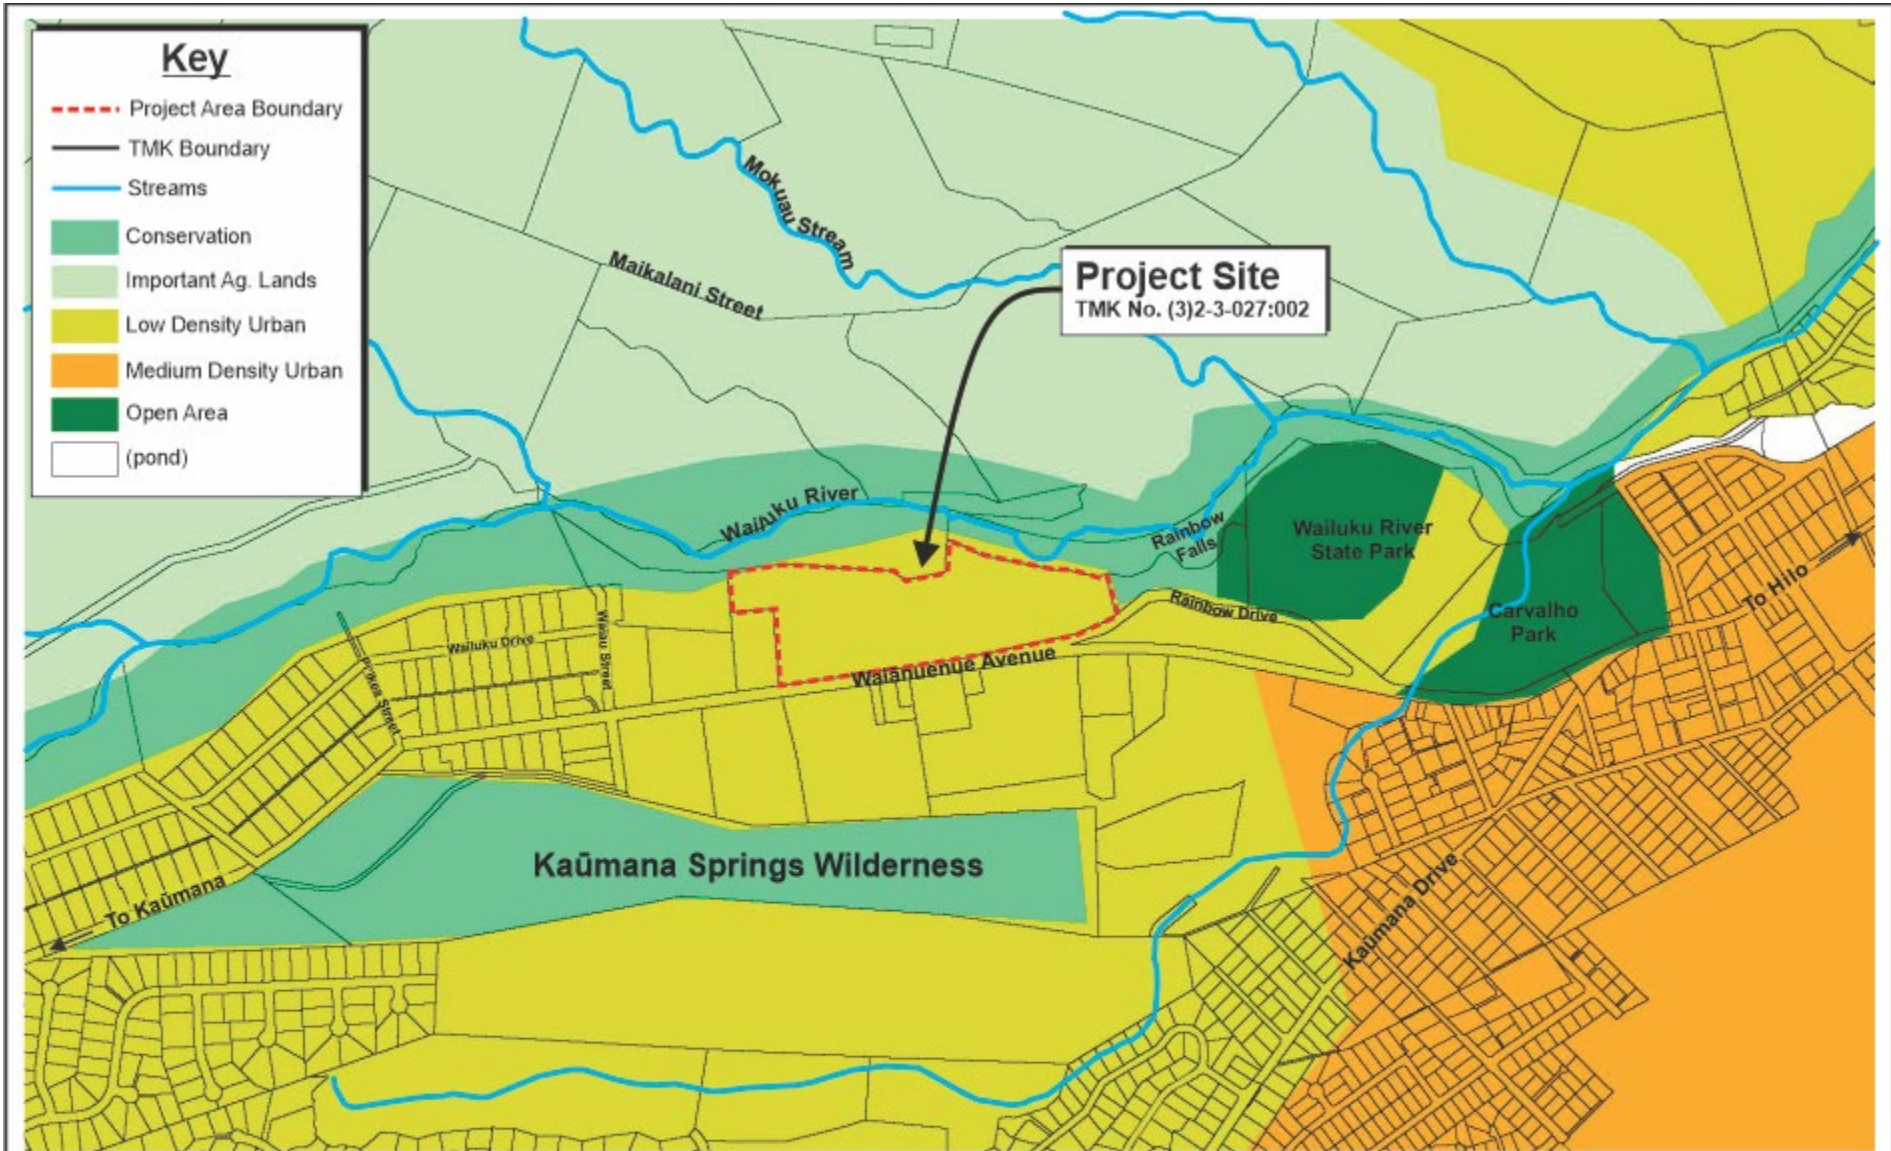 Key
Project Area Boundary
TMK Boundary
Streams
Conservation
Important Ag. Lands
Low Density Urban
Medium Density Urban
Open Area
(pond)
Mokuau Stream
Maikalani Street
Project Site
TMK No. (3)2-3-027:002
Wailuku River
Rainbow
Falls
Wailuku River
State Park
Carvalho
Park
To Hilo
Rainbow Drive
Waiānuenue Avenue
Wailuku Drive
Waiau Street
Street
Kaūmana Springs Wilderness
To Kaūmana
Kaūmana Drive